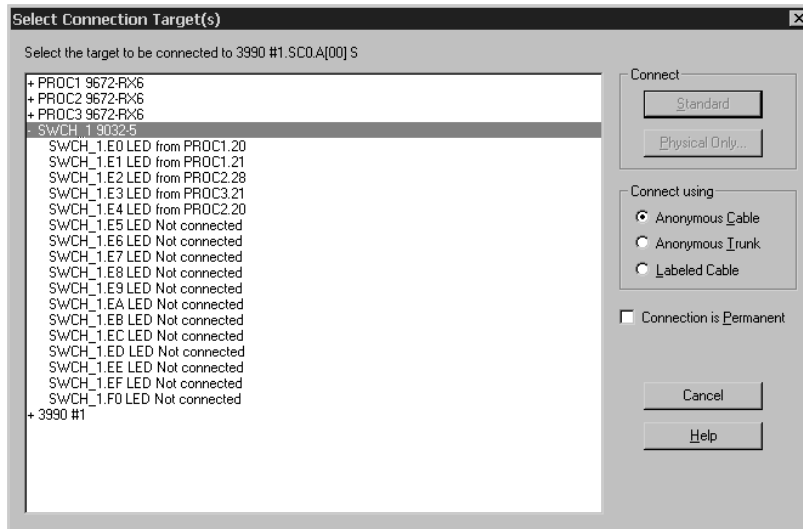 Select Connection Target(s)
Select the target to be connected to 3990 #1.SC0.A[00] S
+ PROC1 9672-RX6
+ PROC2 9672-RX6
+ PROC3 9672-RX6
- SWCH_1 9032-5
SWCH_1.E0 LED from PROC1.20
SWCH_1.E1 LED from PROC1.21
SWCH_1.E2 LED from PROC2.28
SWCH_1.E3 LED from PROC3.21
SWCH_1.E4 LED from PROC2.20
SWCH_1.E5 LED Not connected
SWCH_1.E6 LED Not connected
SWCH_1.E7 LED Not connected
SWCH_1.E8 LED Not connected
SWCH_1.E9 LED Not connected
SWCH_1.EA LED Not connected
SWCH_1.EB LED Not connected
SWCH_1.EC LED Not connected
SWCH_1.ED LED Not connected
SWCH_1.EE LED Not connected
SWCH_1.EF LED Not connected
SWCH_1.F0 LED Not connected
+ 3990 #1
Connect
Standard
Physical Only...
Connect using
Anonymous Cable
Anonymous Trunk
Labeled Cable
Connection is Permanent
Cancel
Help